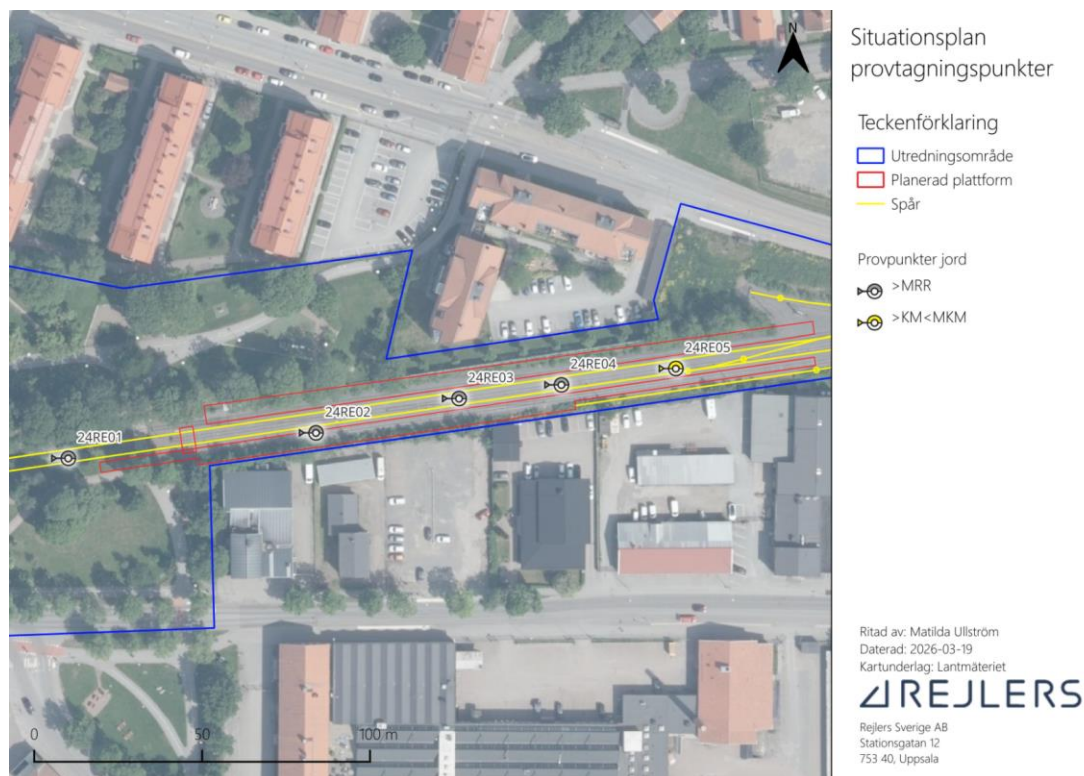 N
Situationsplan
provtagningspunkter
Teckenförklaring
Utredningsområde
Planerad plattform
Spår
Provpunkter jord
>MRR
>KM<MKM
24RE05
24RE04
24RE03
24RE02
24RE01
0
50
100 m
Ritad av: Matilda Ullström
Daterad: 2026-03-19
Kartunderlag: Lantmäteriet
REJLERS
Rejlers Sverige AB
Stationsgatan 12
753 40, Uppsala